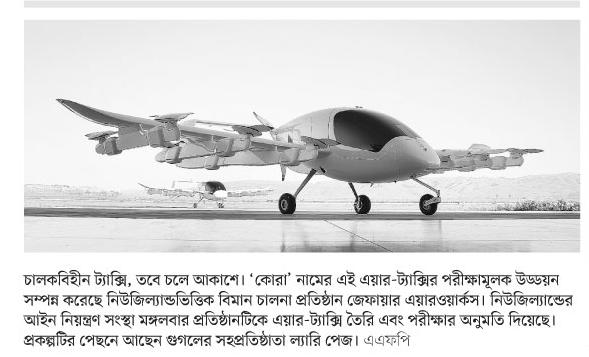 চালকবিহীন ট্যাক্সি, তবে চলে আকাশে। ‘কোরা’ নামের এই এয়ার-ট্যাক্সির পরীক্ষামূলক উড্ডয়ন
সম্পন্ন করেছে নিউজিল্যান্ডভিত্তিক বিমান চালনা প্রতিষ্ঠান জেফায়ার এয়ারওয়ার্কস। নিউজিল্যান্ডের
আইন নিয়ন্ত্রণ সংস্থা মঙ্গলবার প্রতিষ্ঠানটিকে এয়ার-ট্যাক্সি তৈরি এবং পরীক্ষার অনুমতি দিয়েছে।
প্রকল্পটির পেছনে আছেন গুগলের সহপ্রতিষ্ঠাতা ল্যারি পেজ। এএফপি